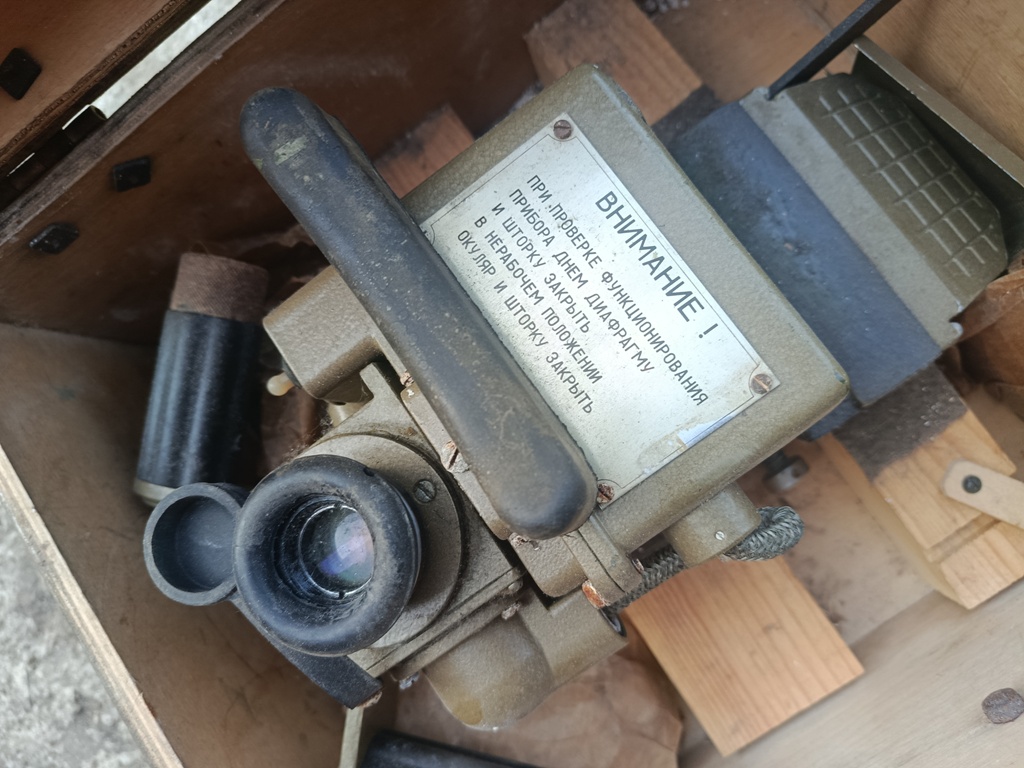 ВНИМАНИЕ !
ПРИ ПРОВЕРКЕ ФУНКЦИОНИРОВАНИЯ
ПРИБОРА ДНЕМ ДИАФРАГМУ
И ШТОРКУ ЗАКРЫТЬ
В НЕРАБОЧЕМ ПОЛОЖЕНИИ
ОКУЛЯР И ШТОРКУ ЗАКРЫТЬ